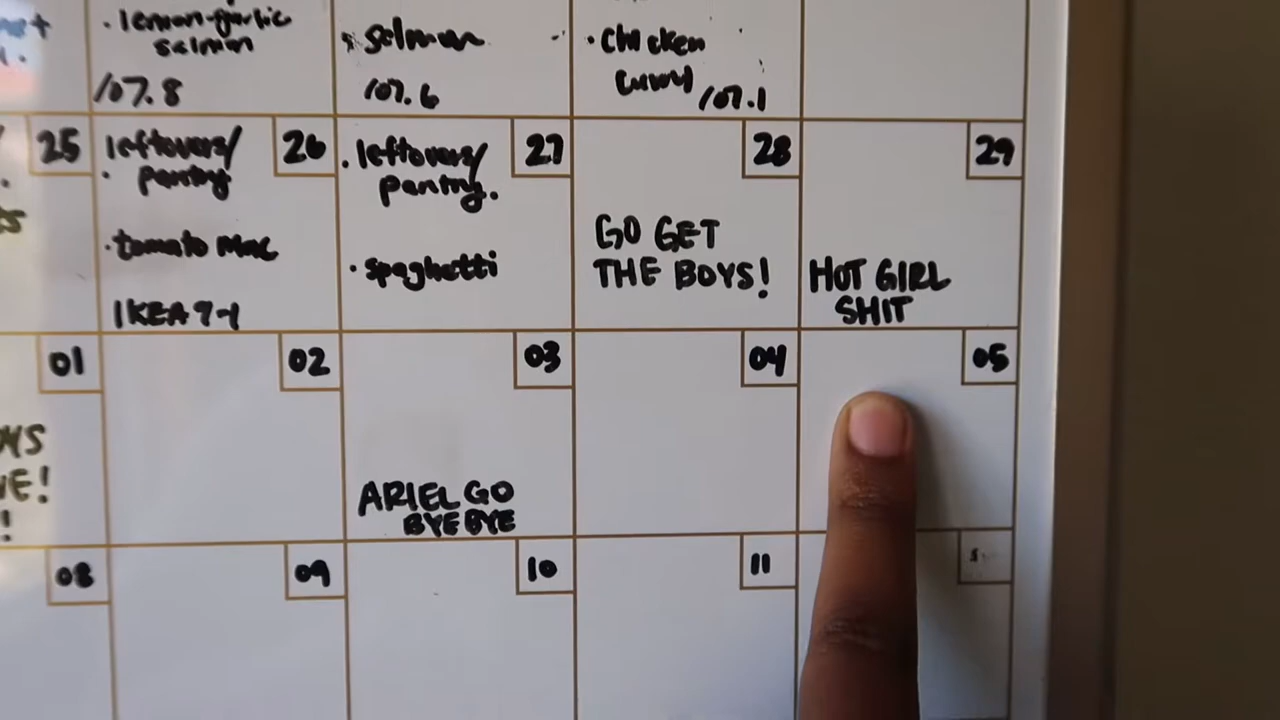 · lemon-garlic
salmon
107.8
· salmon
107.6
· chicken
curry
107.1
25
leftovers/
· pantry
26
· tomato mac
IKEA
· leftovers/
pantry.
27
· spaghetti
28
GO GET
THE BOYS!
29
HOT GIRL
SHIT
01
02
03
ARIEL GO
BYE BYE
04
05
08
09
10
11